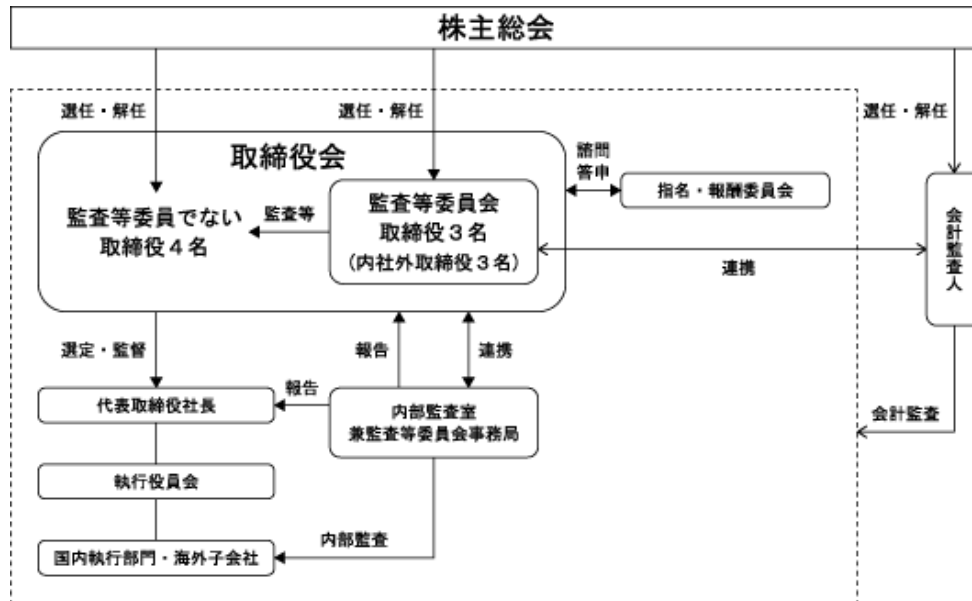 株主総会
選任・解任
選任・解任
選任・解任
取締役会
諮問
答申
指名・報酬委員会
監査等委員でない
取締役４名
監査等
監査等委員会
取締役３名
（内社外取締役３名）
連携
会計監査人
選定・監督
報告
連携
代表取締役社長
報告
内部監査室
兼監査等委員会事務局
会計監査
執行役員会
内部監査
国内執行部門・海外子会社